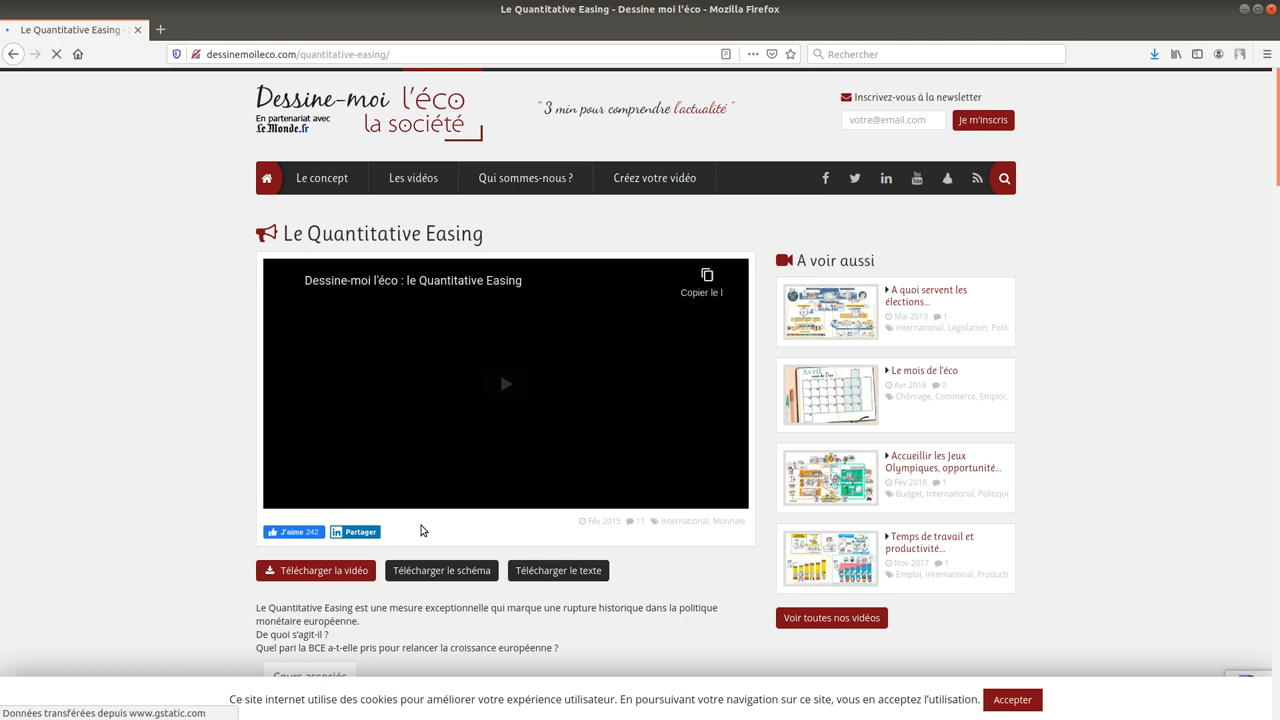 Le Quantitative Easing - Dessine moi l'éco - Mozilla Firefox
Le Quantitative Easing -
dessinemoileco.com/quantitative-easing/
Rechercher
Dessine-moi l'éco
la société
En partenariat avec
Le Monde.fr
" 3 min pour comprendre l'actualité "
Inscrivez-vous à la newsletter
votre@email.com
Je m'inscris
Le concept
Les vidéos
Qui sommes-nous ?
Créez votre vidéo
Le Quantitative Easing
Dessine-moi l'éco : le Quantitative Easing
Copier le l
J'aime 242
Partager
Fév 2015 11 International, Monnaie
Télécharger la vidéo
Télécharger le schéma
Télécharger le texte
Le Quantitative Easing est une mesure exceptionnelle qui marque une rupture historique dans la politique
monétaire européenne.
De quoi s'agit-il ?
Quel pari la BCE a-t-elle pris pour relancer la croissance européenne ?
Cours associés
A voir aussi
A quoi servent les
élections...
Mai 2019 1
International, Législation, Polit
Avril
Le mois de l'éco
Avr 2018 0
Chômage, Commerce, Emploi,
Accueillir les Jeux
Olympiques, opportunité...
Fév 2018 1
Budget, International, Politique
Temps de travail et
productivité...
Nov 2017 1
Emploi, International, Producti
Voir toutes nos vidéos
Ce site internet utilise des cookies pour améliorer votre expérience utilisateur. En poursuivant votre navigation sur ce site, vous en acceptez l'utilisation.
Accepter
Données transférées depuis www.gstatic.com